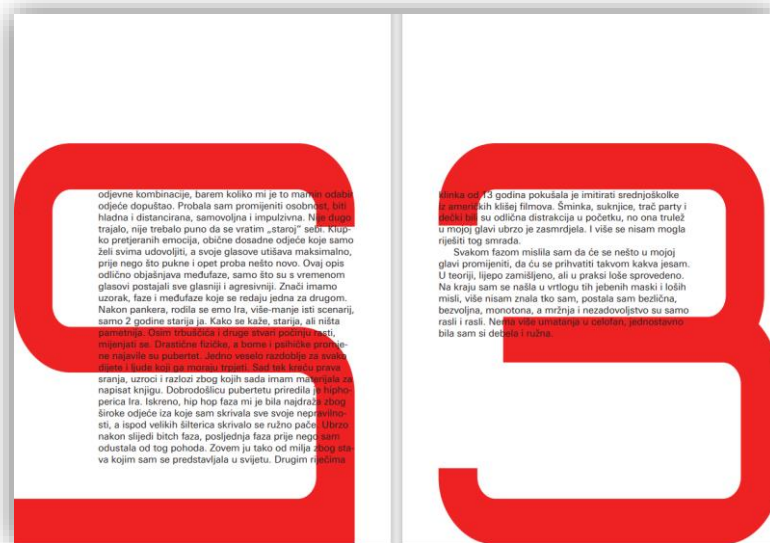 odjevne kombinacije, barem koliko mi je to mamin odabir
odjeće dopuštao. Probala sam promijeniti osobnost, biti
hladna i distancirana, samovoljna i impulzivna. Nije dugo
trajalo, nije trebalo puno da se vratim „staroj” sebi. Klup-
ko pretjeranih emocija, obične dosadne odjeće koje samo
želi svima udovoljiti, a svoje glasove utišava maksimalno,
prije nego što pukne i opet proba nešto novo. Ovaj opis
odlično objašnjava međufaze, samo što su s vremenom
glasovi postajali sve glasniji i agresivniji. Znači imamo
uzorak, faze i međufaze koje se redaju jedna za drugom.
Nakon pankera, rodila se emo Ira, više-manje isti scenarij,
samo 2 godine starija ja. Kako se kaže, starija, ali ništa
pametnija. Osim trbuščića i druge stvari počinju rasti,
mijenjati se. Drastične fizičke, a bome i psihičke promje-
ne najavile su pubertet. Jedno veselo razdoblje za svako
dijete i ljude koji ga moraju trpjeti. Sad tek kreću prava
sranja, uzroci i razlozi zbog kojih sada imam materijala za
napisat knjigu. Dobrodošlicu pubertetu priredila je hipho-
perica Ira. Iskreno, hip hop faza mi je bila najdraža zbog
široke odjeće iza koje sam skrivala sve svoje nepravilno-
sti, a ispod velikih šilterica skrivalo se ružno pače. Ubrzo
nakon slijedi bitch faza, posljednja faza prije nego sam
odustala od tog pohoda. Zovem ju tako od milja zbog sta-
va kojim sam se predstavljala u svijetu. Drugim riječima
klinka od 13 godina pokušala je imitirati srednjoškolke
iz američkih klišej filmova. Šminka, suknjice, trač party i
dečki bili su odlična distrakcija u početku, no ona trulež
u mojoj glavi ubrzo je zasmrdjela. I više se nisam mogla
riješiti tog smrada.
Svakom fazom mislila sam da će se nešto u mojoj
glavi promijeniti, da ću se prihvatiti takvom kakva jesam.
U teoriji, lijepo zamišljeno, ali u praksi loše sprovedeno.
Na kraju sam se našla u vrtlogu tih jebenih maski i loših
misli, više nisam znala tko sam, postala sam bezlična,
bezvoljna, monotona, a mržnja i nezadovoljstvo su samo
rasli i rasli. Nema više umatanja u celofan, jednostavno
bila sam si debela i ružna.